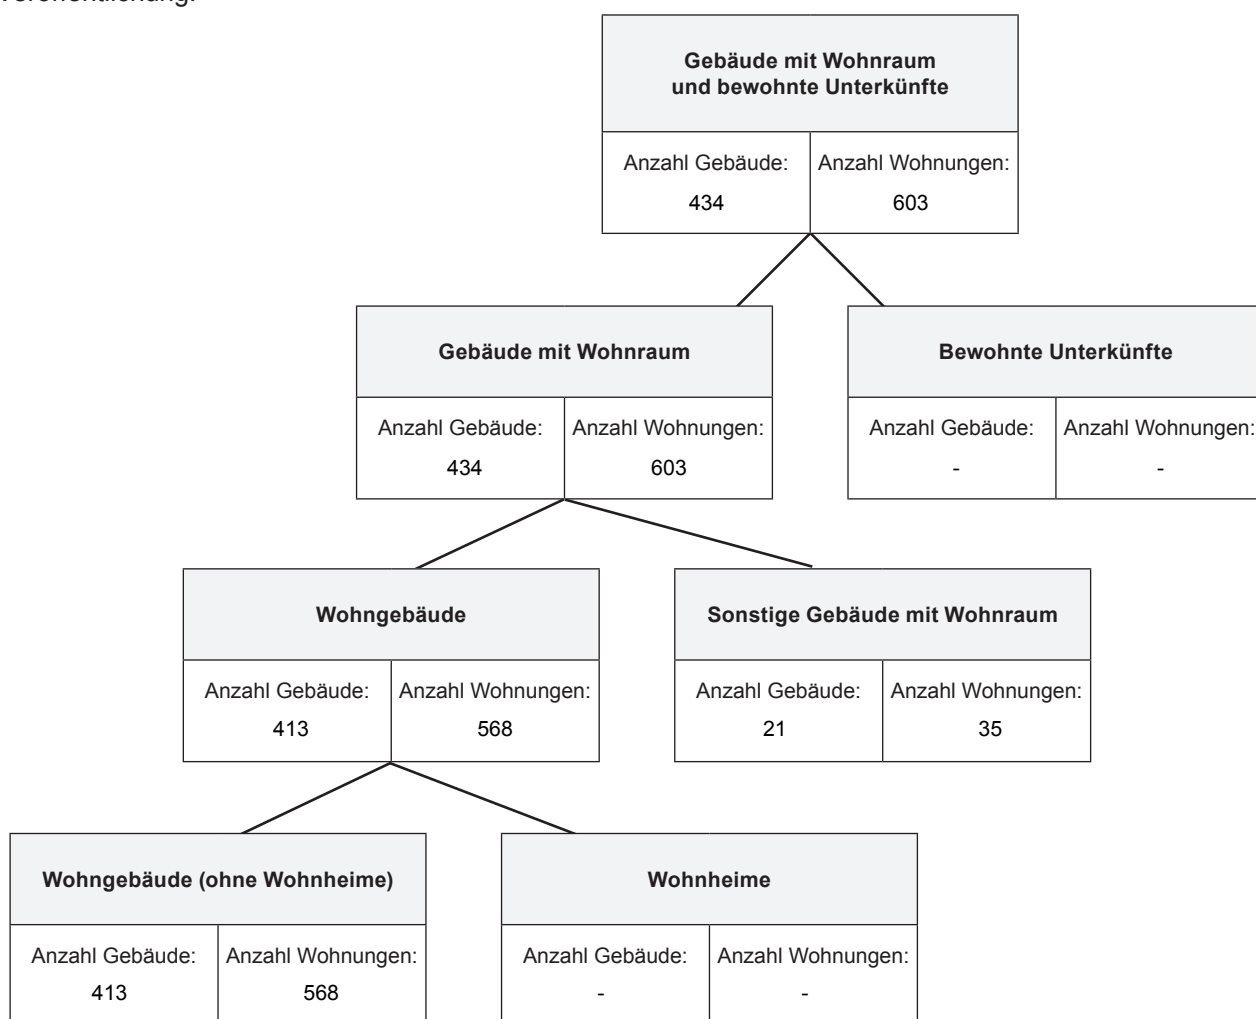 Veröffentlichung.
Gebäude mit Wohnraum
und bewohnte Unterkünfte
Anzahl Gebäude: Anzahl Wohnungen:
434 603
Gebäude mit Wohnraum
Bewohnte Unterkünfte
Anzahl Gebäude: Anzahl Wohnungen:
434 603
Anzahl Gebäude: Anzahl Wohnungen:
- -
Wohngebäude
Sonstige Gebäude mit Wohnraum
Anzahl Gebäude: Anzahl Wohnungen:
413 568
Anzahl Gebäude: Anzahl Wohnungen:
21 35
Wohngebäude (ohne Wohnheime)
Wohnheime
Anzahl Gebäude: Anzahl Wohnungen:
413 568
Anzahl Gebäude: Anzahl Wohnungen:
- -